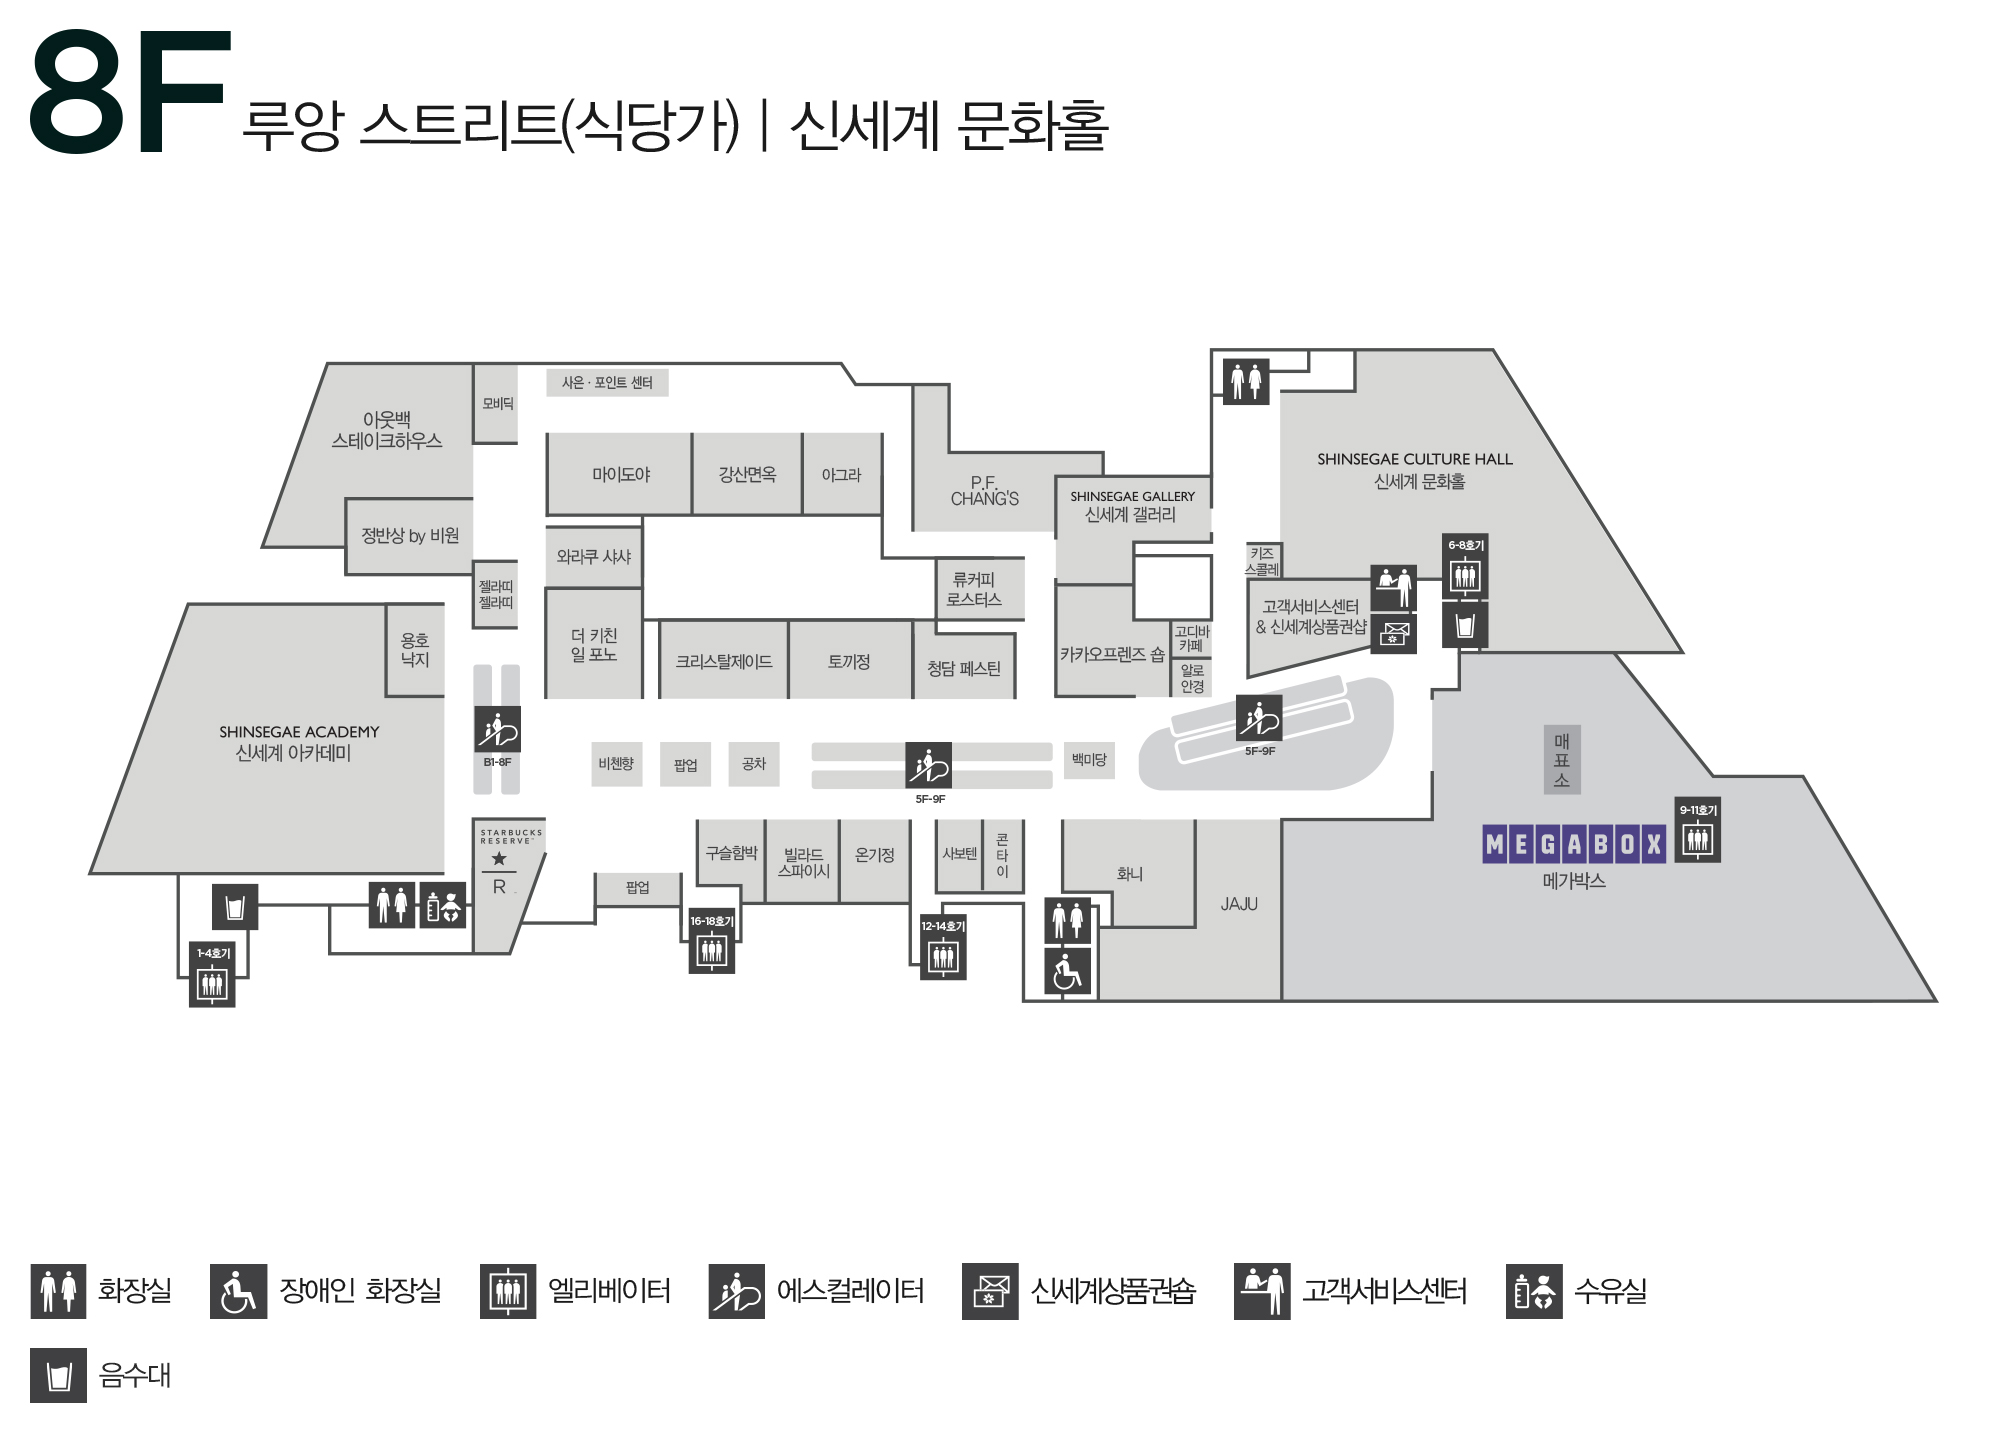 8F 루앙 스트리트(식당가) | 신세계 문화홀
사은 · 포인트 센터
모비딕
아웃백
스테이크하우스
정반상 by 비원
젤라띠
젤라띠
마이도야
강산면옥
아그라
P.F.
CHANG'S
SHINSEGAE GALLERY
신세계 갤러리
SHINSEGAE CULTURE HALL
신세계 문화홀
와라쿠 샤샤
더 키친
일 포노
류커피
로스터스
크리스탈제이드
토끼정
청담 페스틴
카카오프렌즈 숍
고디바
카페
알로
안경
키즈
스콜레
고객서비스센터
& 신세계상품권샵
6-8호기
용호
낙지
SHINSEGAE ACADEMY
신세계 아카데미
B1-8F
비첸향
팝업
공차
5F-9F
백미당
5F-9F
매
표
소
MEGABOX
메가박스
9-11호기
STARBUCKS
RESERVE
R
팝업
구슬함박
빌라드
스파이시
온기정
샤보텐
콘
타
이
화니
JAJU
1-4호기
16-18호기
12-14호기
화장실
장애인 화장실
엘리베이터
에스컬레이터
신세계상품권숍
고객서비스센터
수유실
음수대